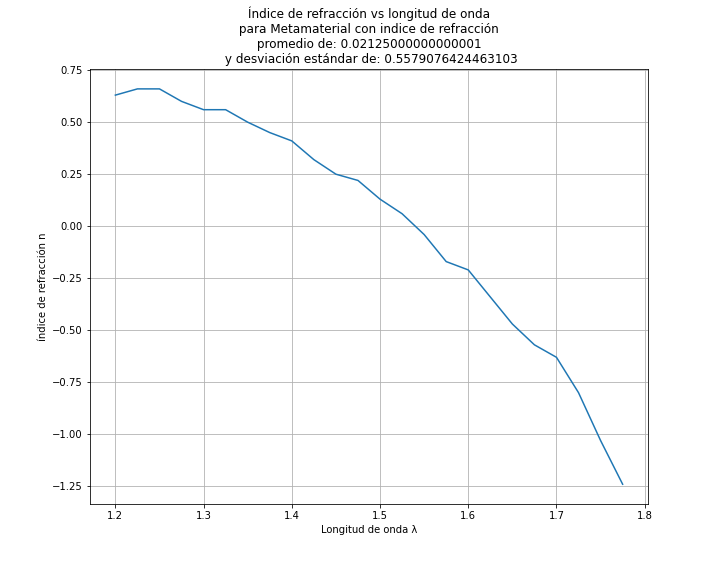 Índice de refracción vs longitud de onda
para Metamaterial con indice de refracción
promedio de: 0.02125000000000001
y desviación estándar de: 0.5579076424463103
0.75
0.50
0.25
0.00
−0.25
−0.50
−0.75
−1.00
−1.25
índice de refracción n
1.2 1.3 1.4 1.5 1.6 1.7 1.8
Longitud de onda λ